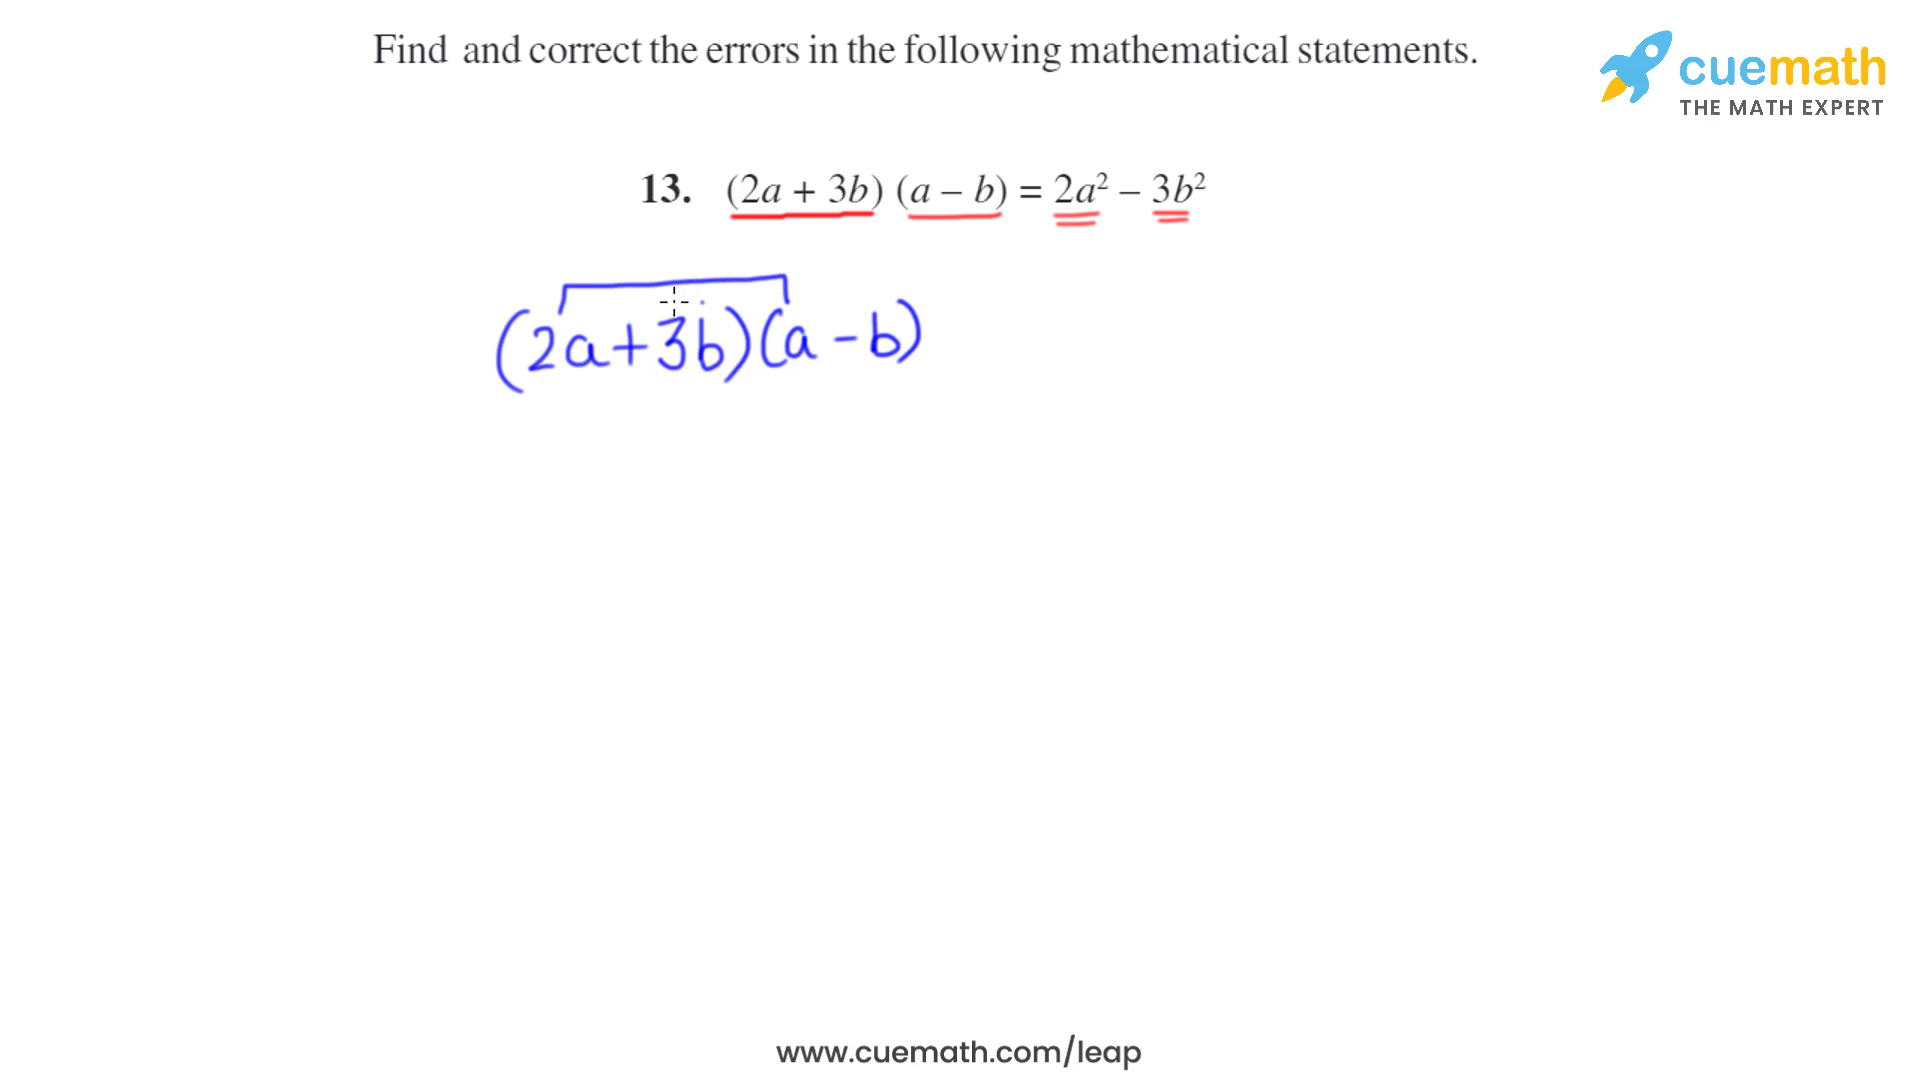 Find and correct the errors in the following mathematical statements.
cuemath
THE MATH EXPERT
13. (2a + 3b) (a – b) = 2a² – 3b²
(2a+3b)(a-b)
www.cuemath.com/leap